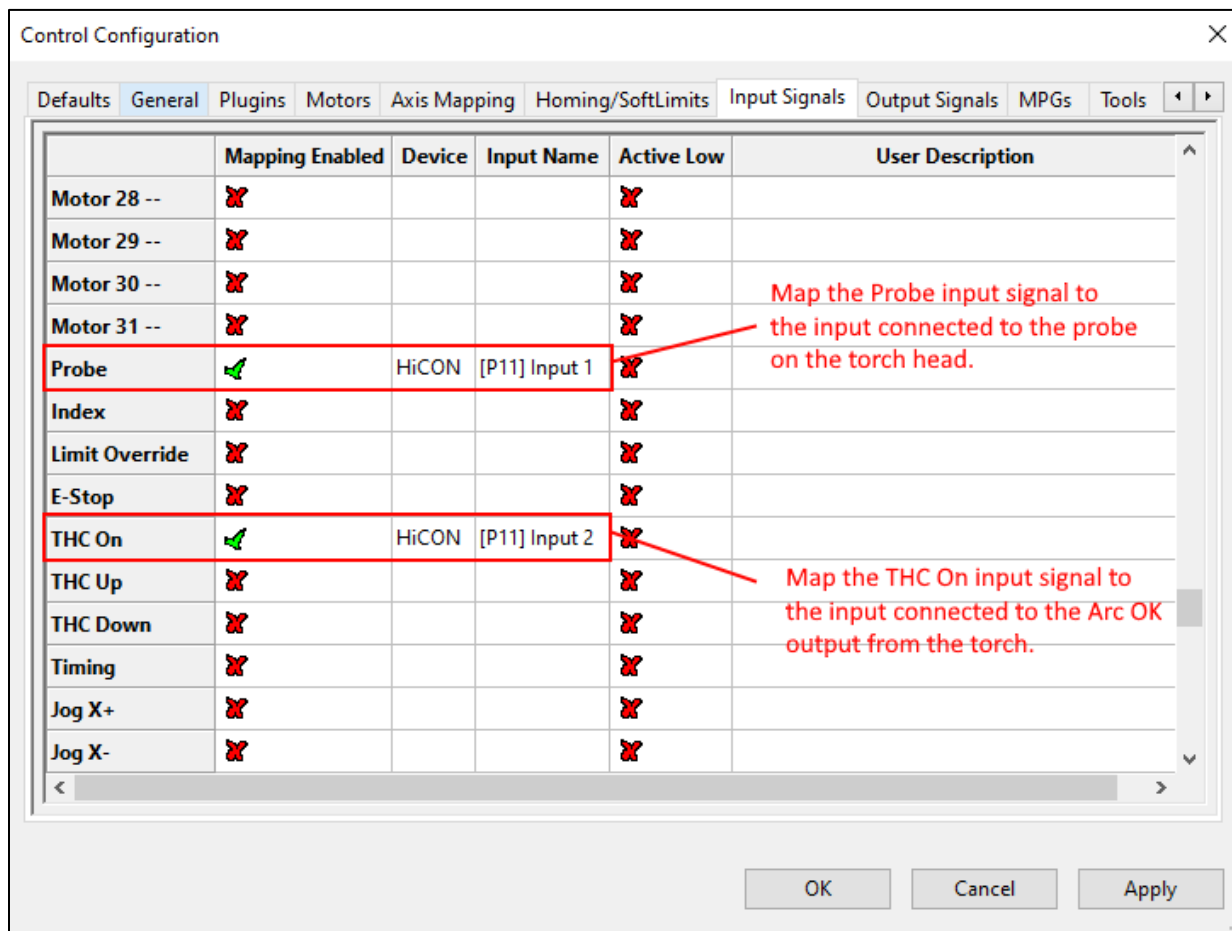 Control Configuration
Defaults General Plugins Motors Axis Mapping Homing/SoftLimits Input Signals Output Signals MPGs Tools
Mapping Enabled Device Input Name Active Low User Description
Motor 28 --
Motor 29 --
Motor 30 --
Motor 31 --
Map the Probe input signal to
the input connected to the probe
on the torch head.
Probe HiCON [P11] Input 1
Index
Limit Override
E-Stop
THC On HiCON [P11] Input 2
THC Up
THC Down
Map the THC On input signal to
the input connected to the Arc OK
output from the torch.
Timing
Jog X+
Jog X-
OK Cancel Apply